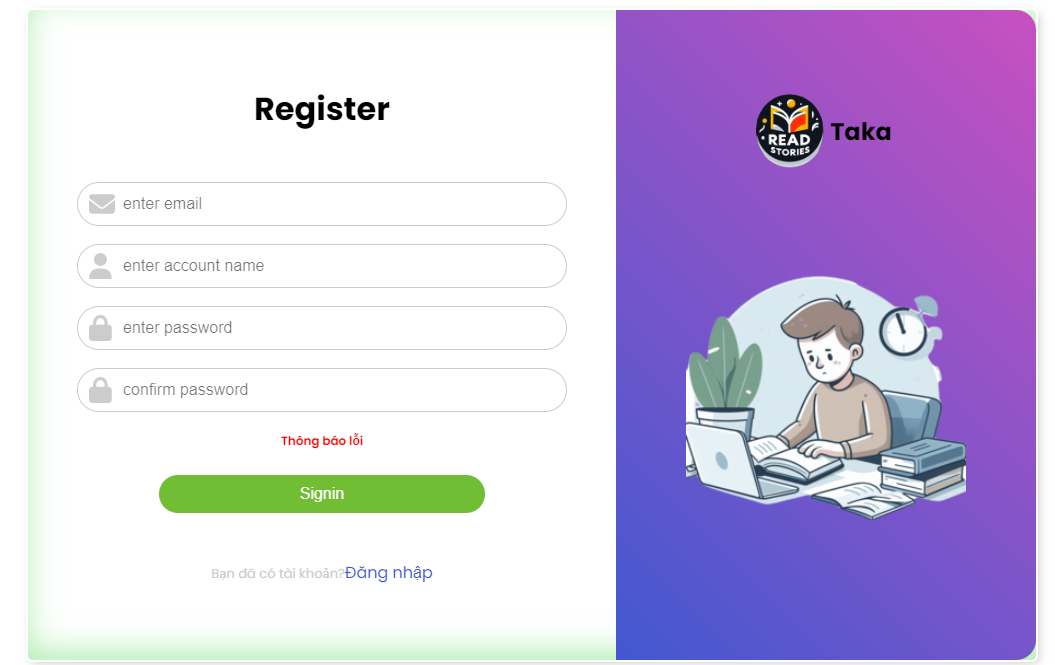 Register
enter email
enter account name
enter password
confirm password
Thông báo lỗi
Signin
Bạn đã có tài khoản?Đăng nhập
READ
STORIES
Taka